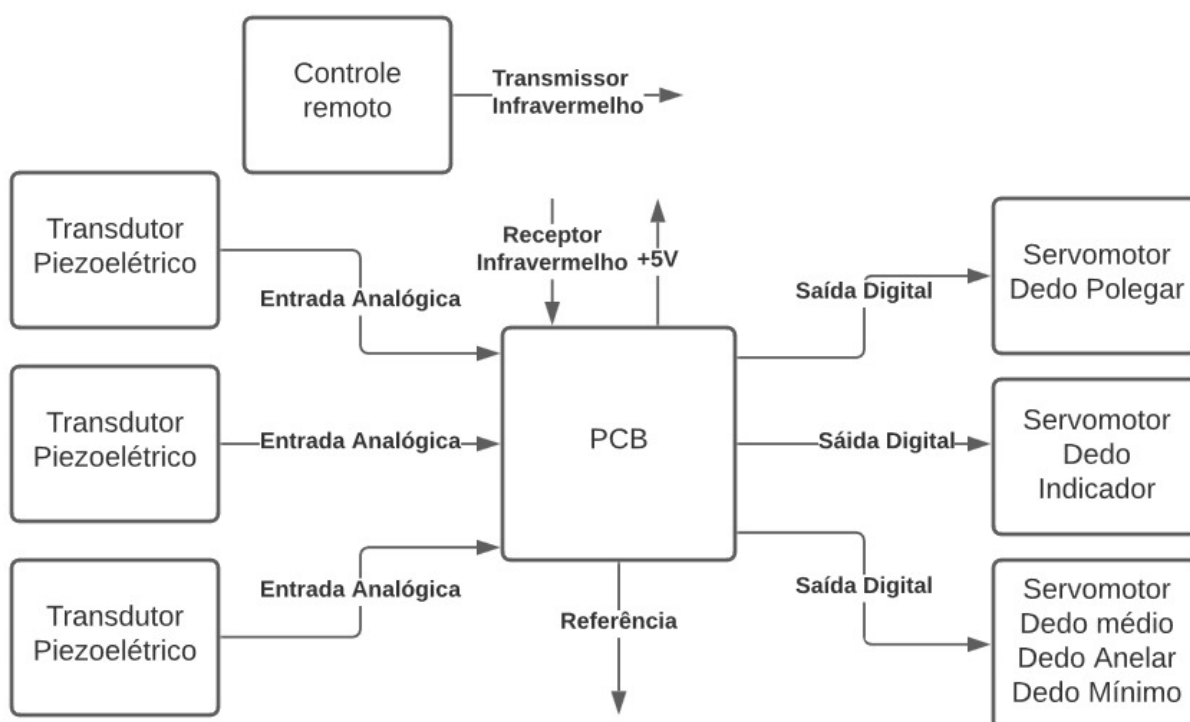 Controle
remoto
Transmissor
Infravermelho
Transdutor
Piezoelétrico
Entrada Analógica
Receptor
Infravermelho
+5V
Saída Digital
Servomotor
Dedo Polegar
Transdutor
Piezoelétrico
Entrada Analógica
PCB
Sáida Digital
Servomotor
Dedo
Indicador
Transdutor
Piezoelétrico
Entrada Analógica
Referência
Saída Digital
Servomotor
Dedo médio
Dedo Anelar
Dedo Mínimo